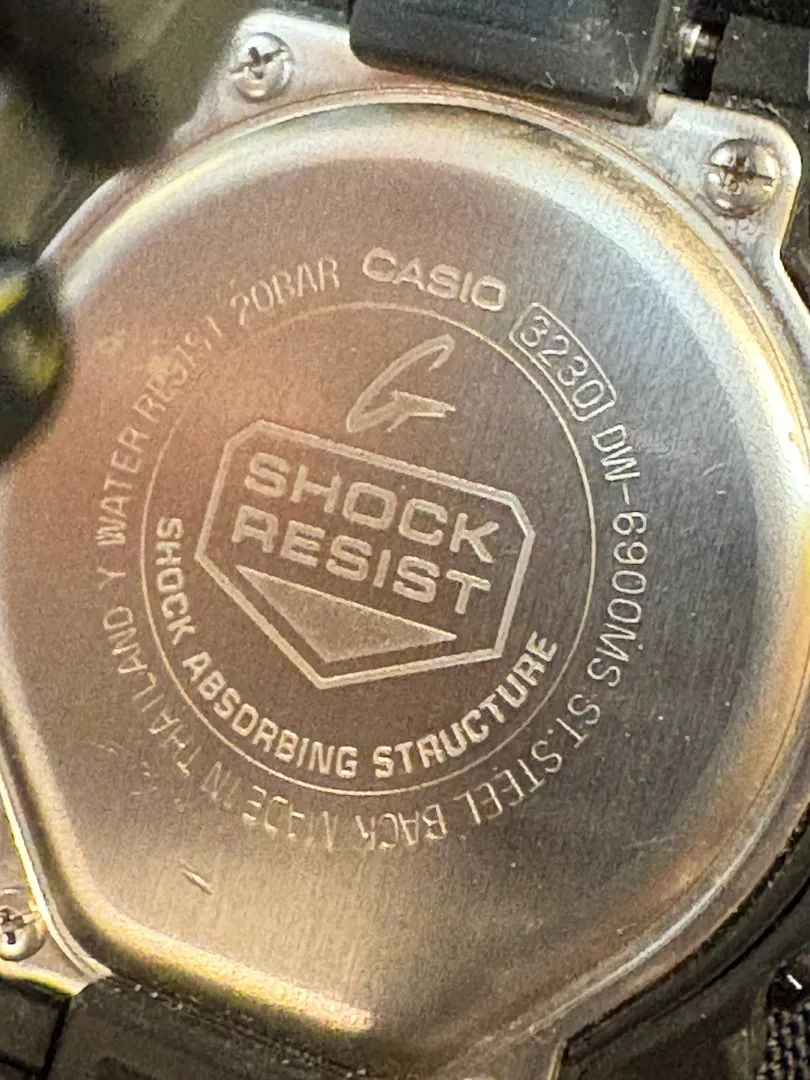 CASIO 3230 DW-6900MS ST.STEEL BACK MADE IN THAILAND Y WATER RESIST 20BAR
G
SHOCK
RESIST
SHOCK ABSORBING STRUCTURE